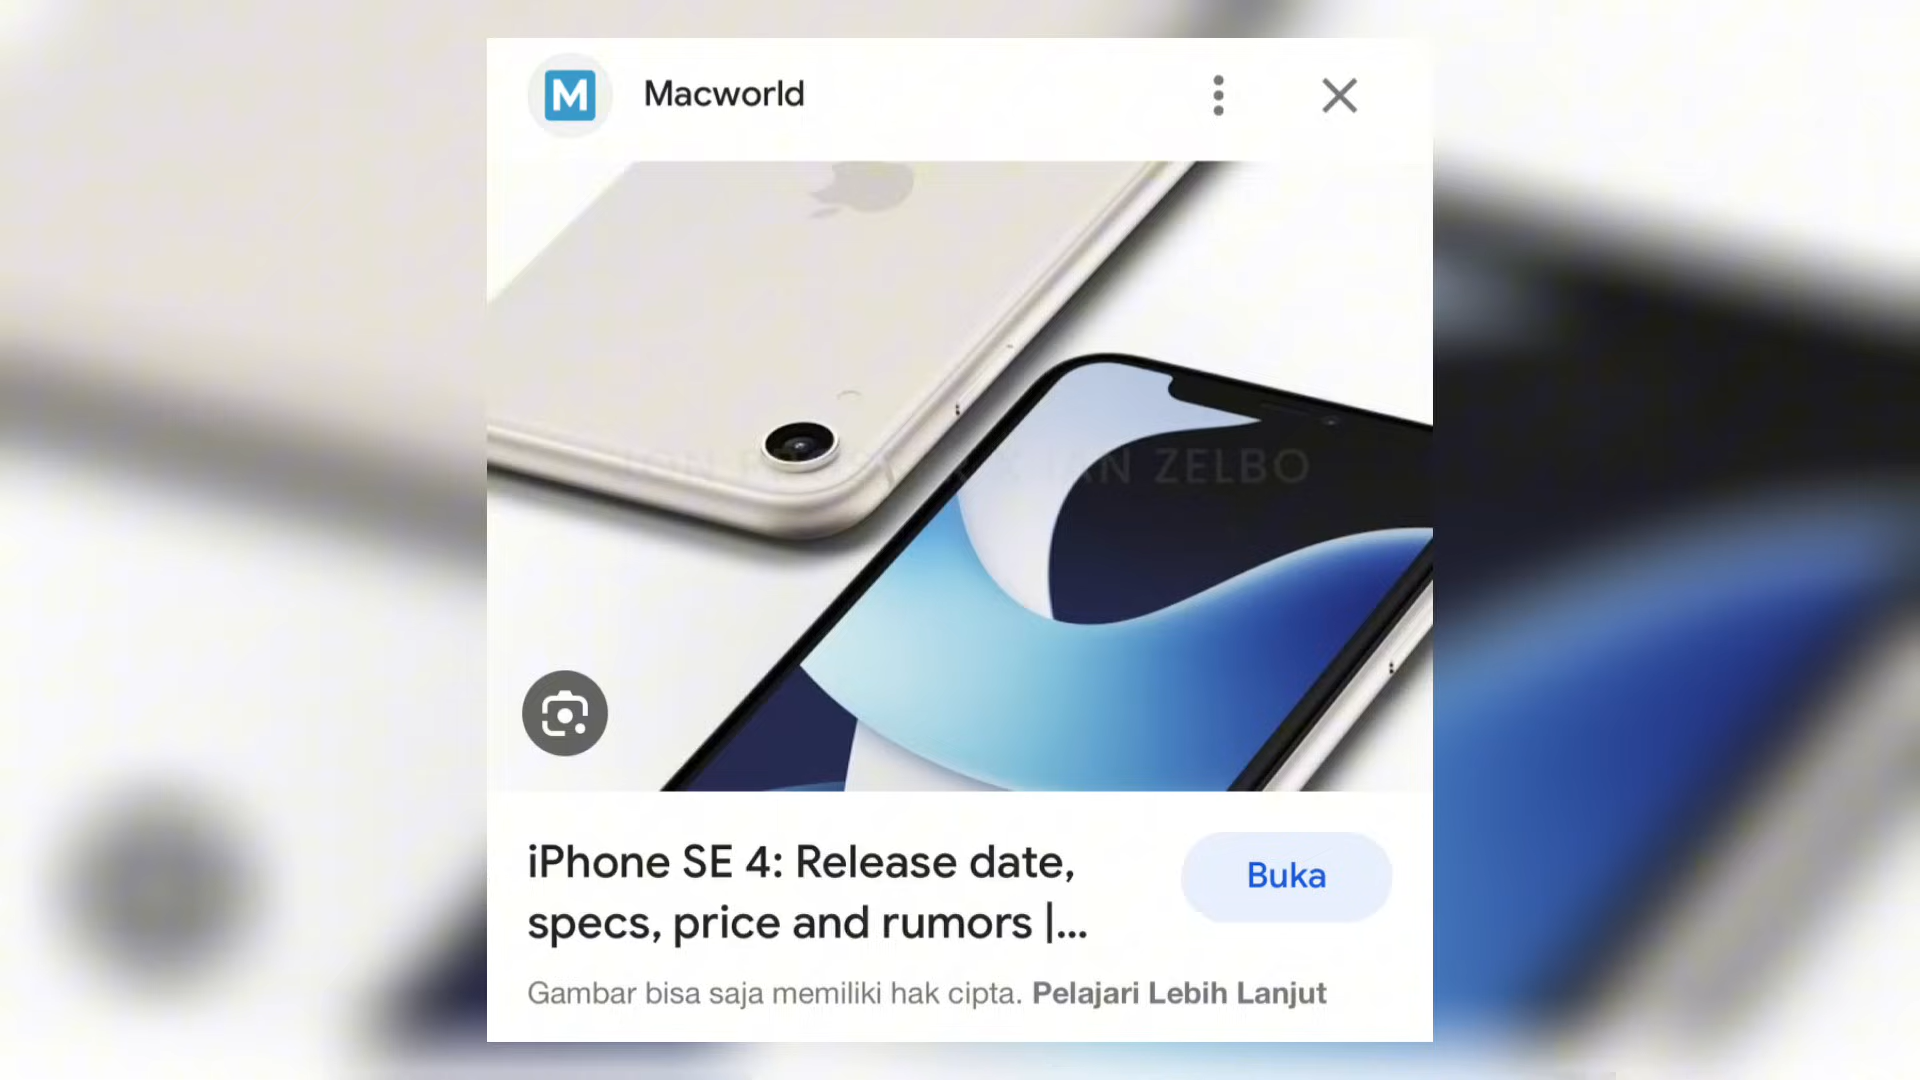 M
Macworld
IAN ZELBO
iPhone SE 4: Release date,
specs, price and rumors |...
Buka
Gambar bisa saja memiliki hak cipta. Pelajari Lebih Lanjut